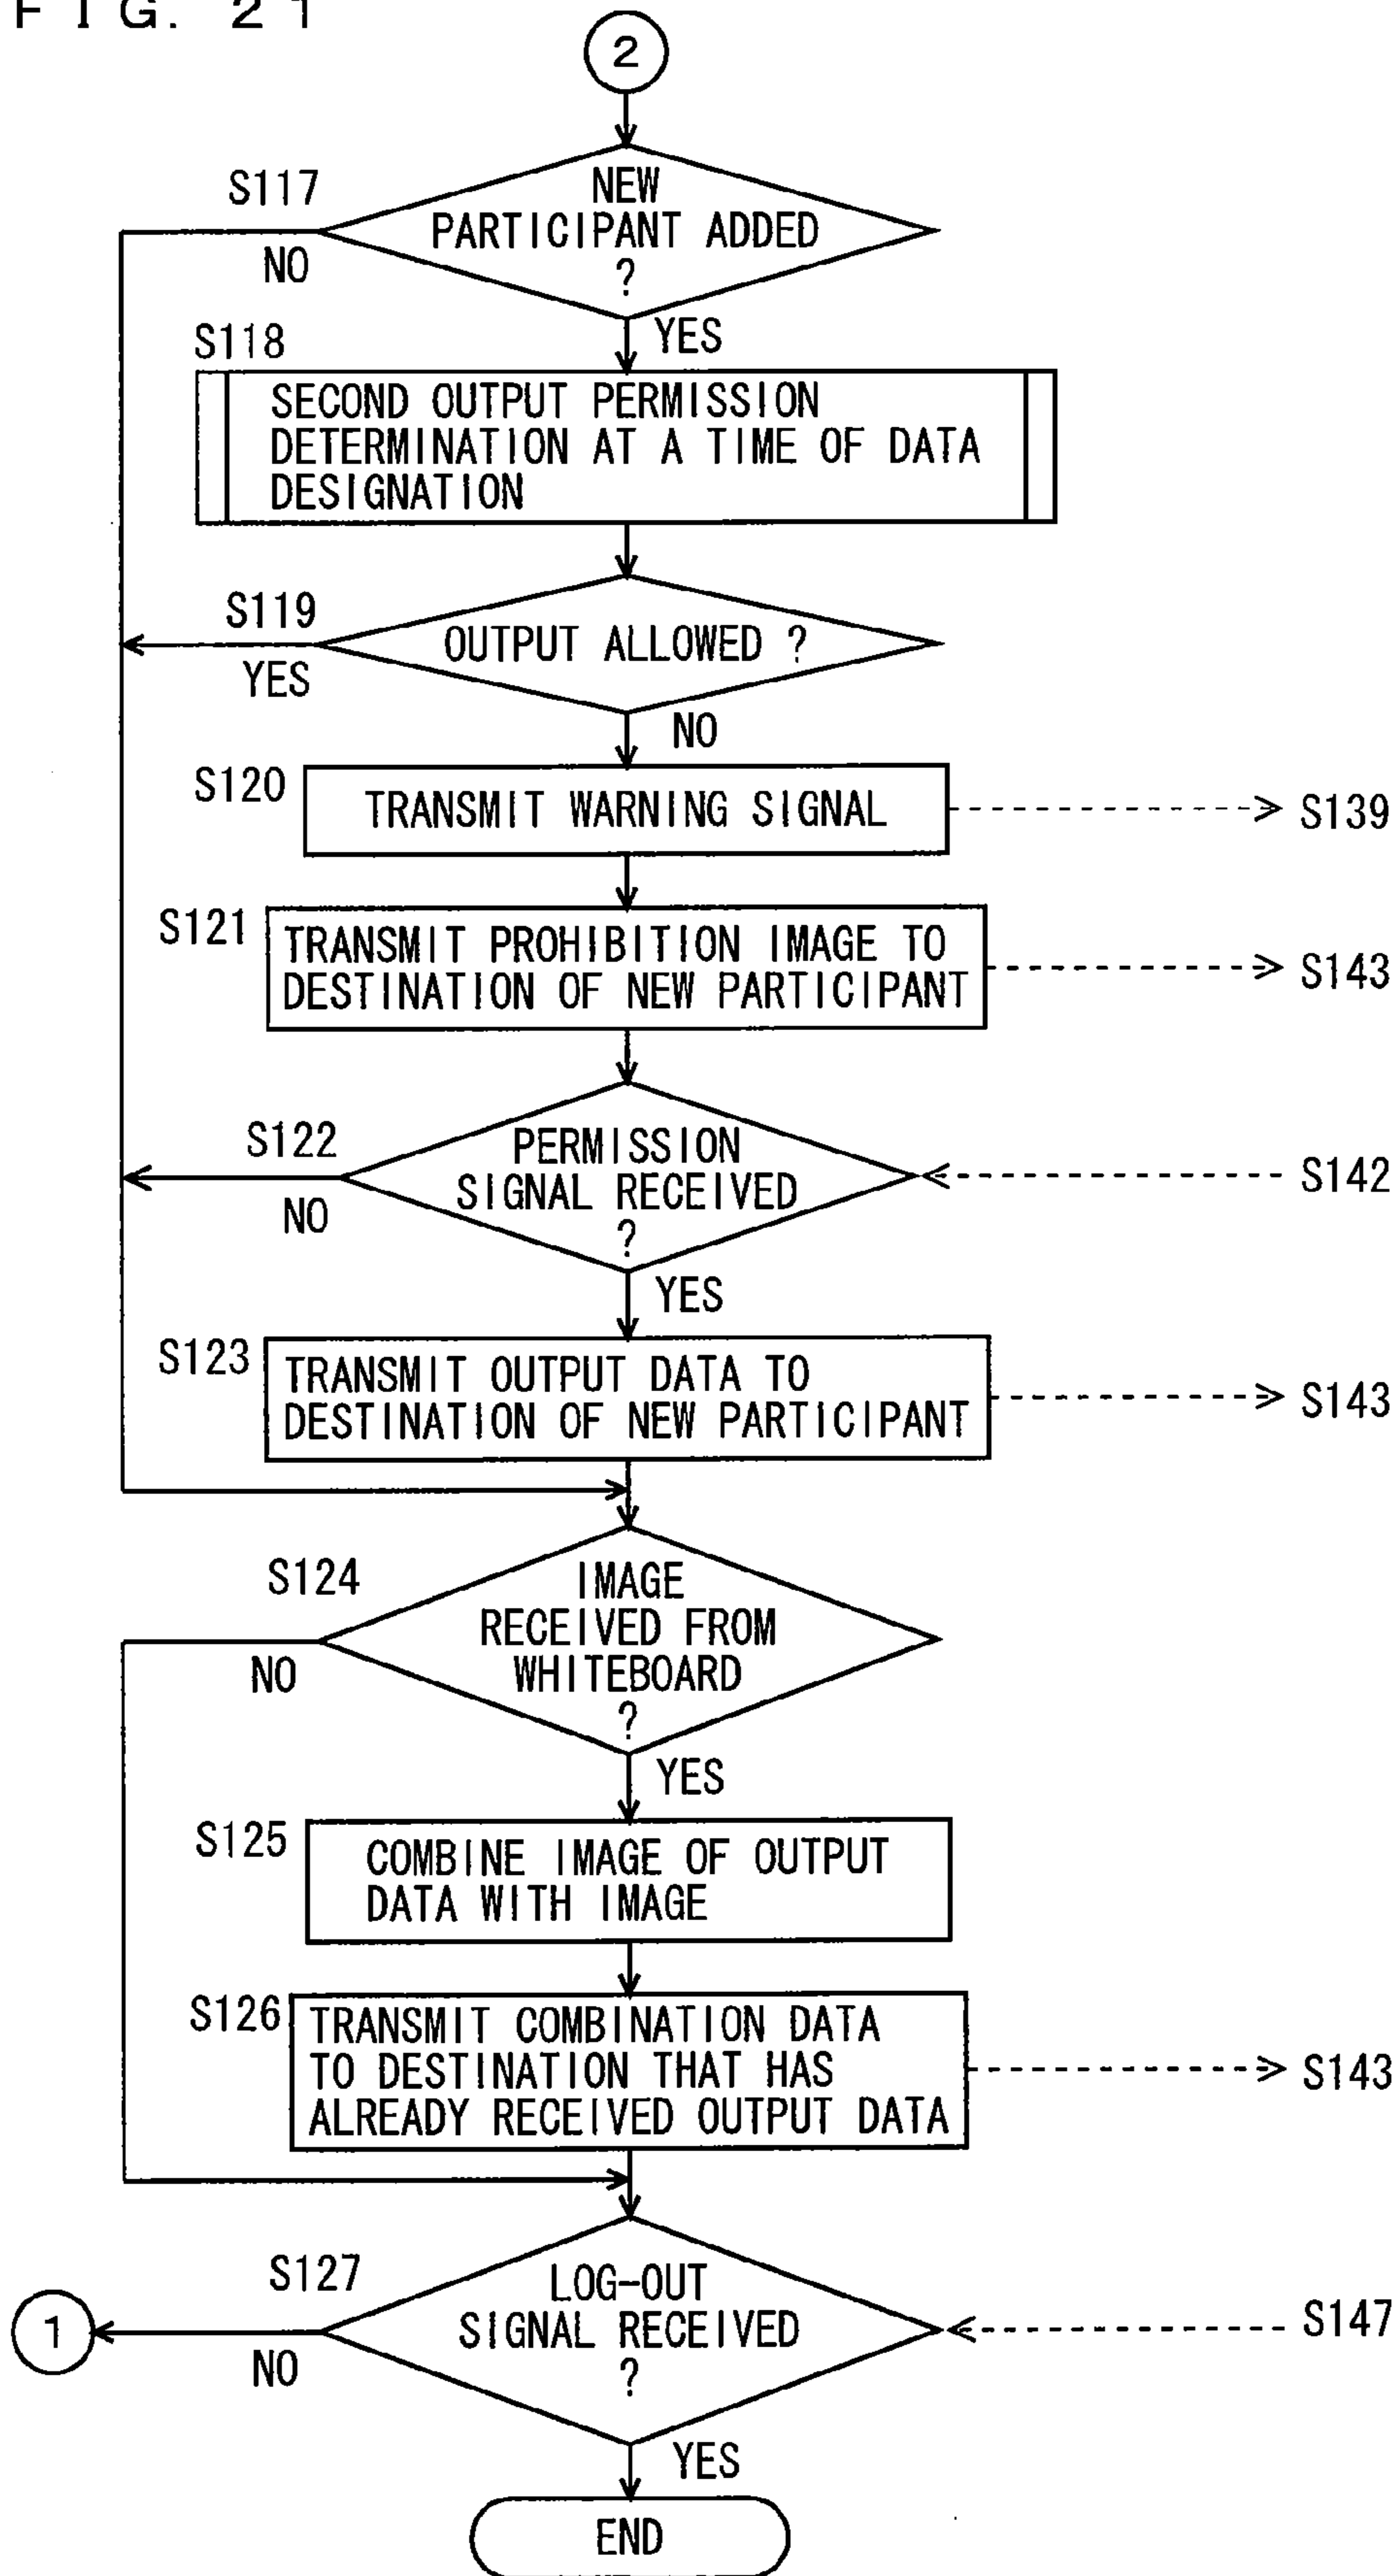 FIG. 21
2
S117
NEW
PARTICIPANT ADDED
?
NO
YES
S118
SECOND OUTPUT PERMISSION
DETERMINATION AT A TIME OF DATA
DESIGNATION
S119
OUTPUT ALLOWED ?
YES
NO
S120
TRANSMIT WARNING SIGNAL
S139
S121
TRANSMIT PROHIBITION IMAGE TO
DESTINATION OF NEW PARTICIPANT
S143
S122
PERMISSION
SIGNAL RECEIVED
?
S142
NO
YES
S123
TRANSMIT OUTPUT DATA TO
DESTINATION OF NEW PARTICIPANT
S143
S124
IMAGE
RECEIVED FROM
WHITEBOARD
?
NO
YES
S125
COMBINE IMAGE OF OUTPUT
DATA WITH IMAGE
S126
TRANSMIT COMBINATION DATA
TO DESTINATION THAT HAS
ALREADY RECEIVED OUTPUT DATA
S143
S127
LOG-OUT
SIGNAL RECEIVED
?
S147
1
NO
YES
END